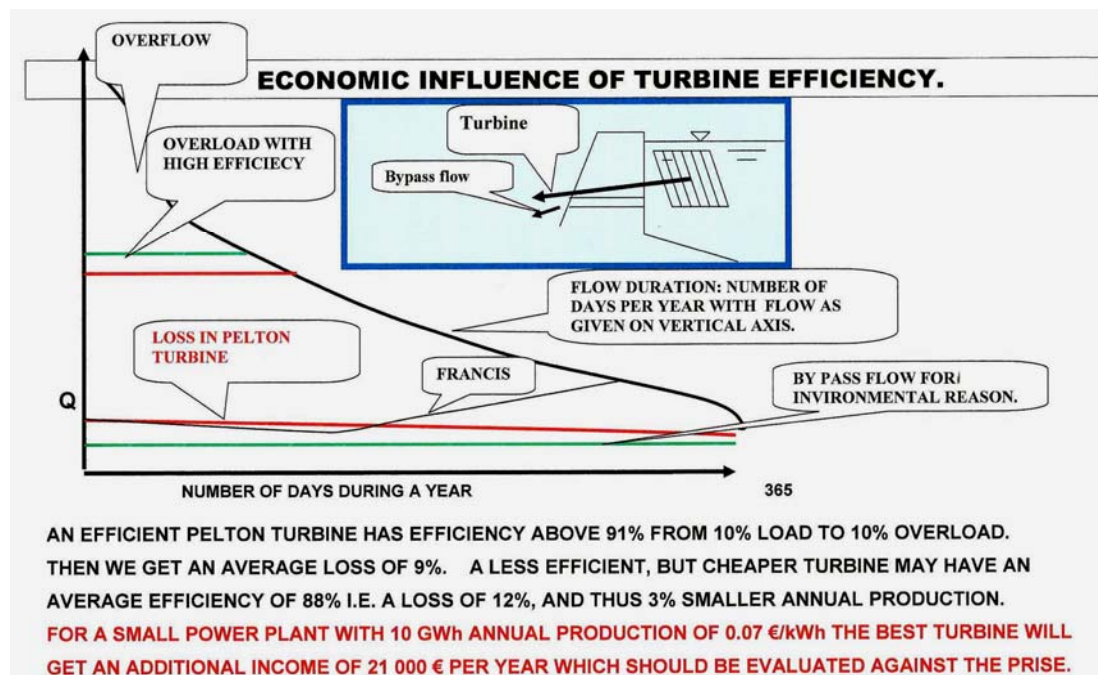 OVERFLOW
ECONOMIC INFLUENCE OF TURBINE EFFICIENCY.
OVERLOAD WITH
HIGH EFFICIECY
Turbine
Bypass flow
FLOW DURATION: NUMBER OF
DAYS PER YEAR WITH FLOW AS
GIVEN ON VERTICAL AXIS.
LOSS IN PELTON
TURBINE
FRANCIS
BY PASS FLOW FOR
INVIRONMENTAL REASON.
Q
NUMBER OF DAYS DURING A YEAR
365
AN EFFICIENT PELTON TURBINE HAS EFFICIENCY ABOVE 91% FROM 10% LOAD TO 10% OVERLOAD.
THEN WE GET AN AVERAGE LOSS OF 9%. A LESS EFFICIENT, BUT CHEAPER TURBINE MAY HAVE AN
AVERAGE EFFICIENCY OF 88% I.E. A LOSS OF 12%, AND THUS 3% SMALLER ANNUAL PRODUCTION.
FOR A SMALL POWER PLANT WITH 10 GWh ANNUAL PRODUCTION OF 0.07 €/kWh THE BEST TURBINE WILL
GET AN ADDITIONAL INCOME OF 21 000 € PER YEAR WHICH SHOULD BE EVALUATED AGAINST THE PRISE.